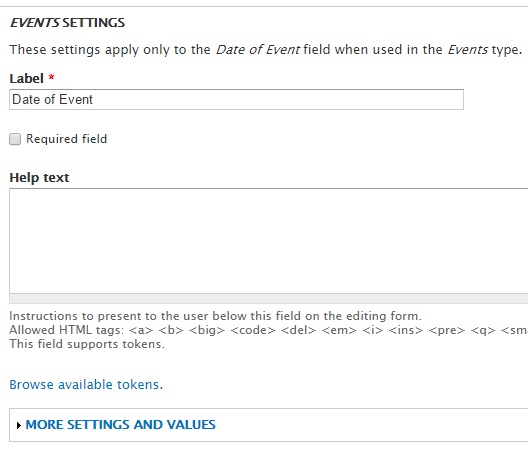 EVENTS SETTINGS
These settings apply only to the Date of Event field when used in the Events type.
Label *
Date of Event
Required field
Help text
Instructions to present to the user below this field on the editing form.
Allowed HTML tags: <a> <b> <big> <code> <del> <em> <i> <ins> <pre> <q> <sm
This field supports tokens.
Browse available tokens.
MORE SETTINGS AND VALUES